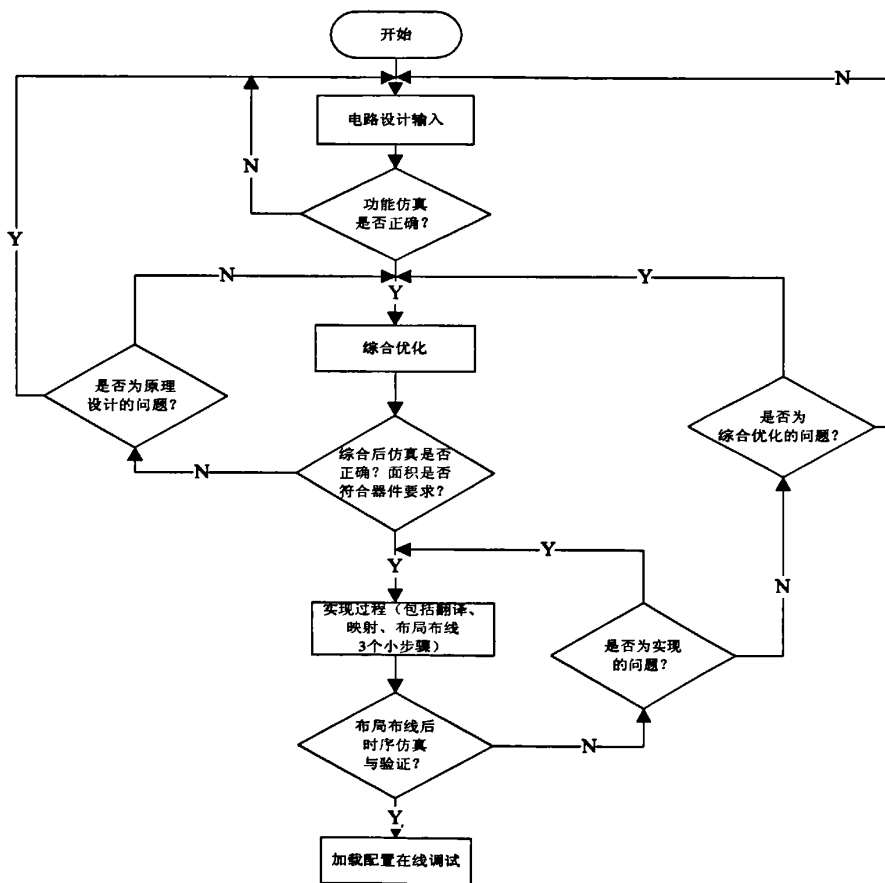 开始
N
电路设计输入
N
功能仿真
是否正确？
Y
N
Y
Y
综合优化
是否为原理
设计的问题？
是否为
综合优化的问题？
综合后仿真是否
正确？面积是否
符合器件要求？
N
Y
Y
N
实现过程（包括翻译、
映射、布局布线
3个小步骤）
是否为实现
的问题？
布局布线后
时序仿真
与验证？
N
Y
加载配置在线调试